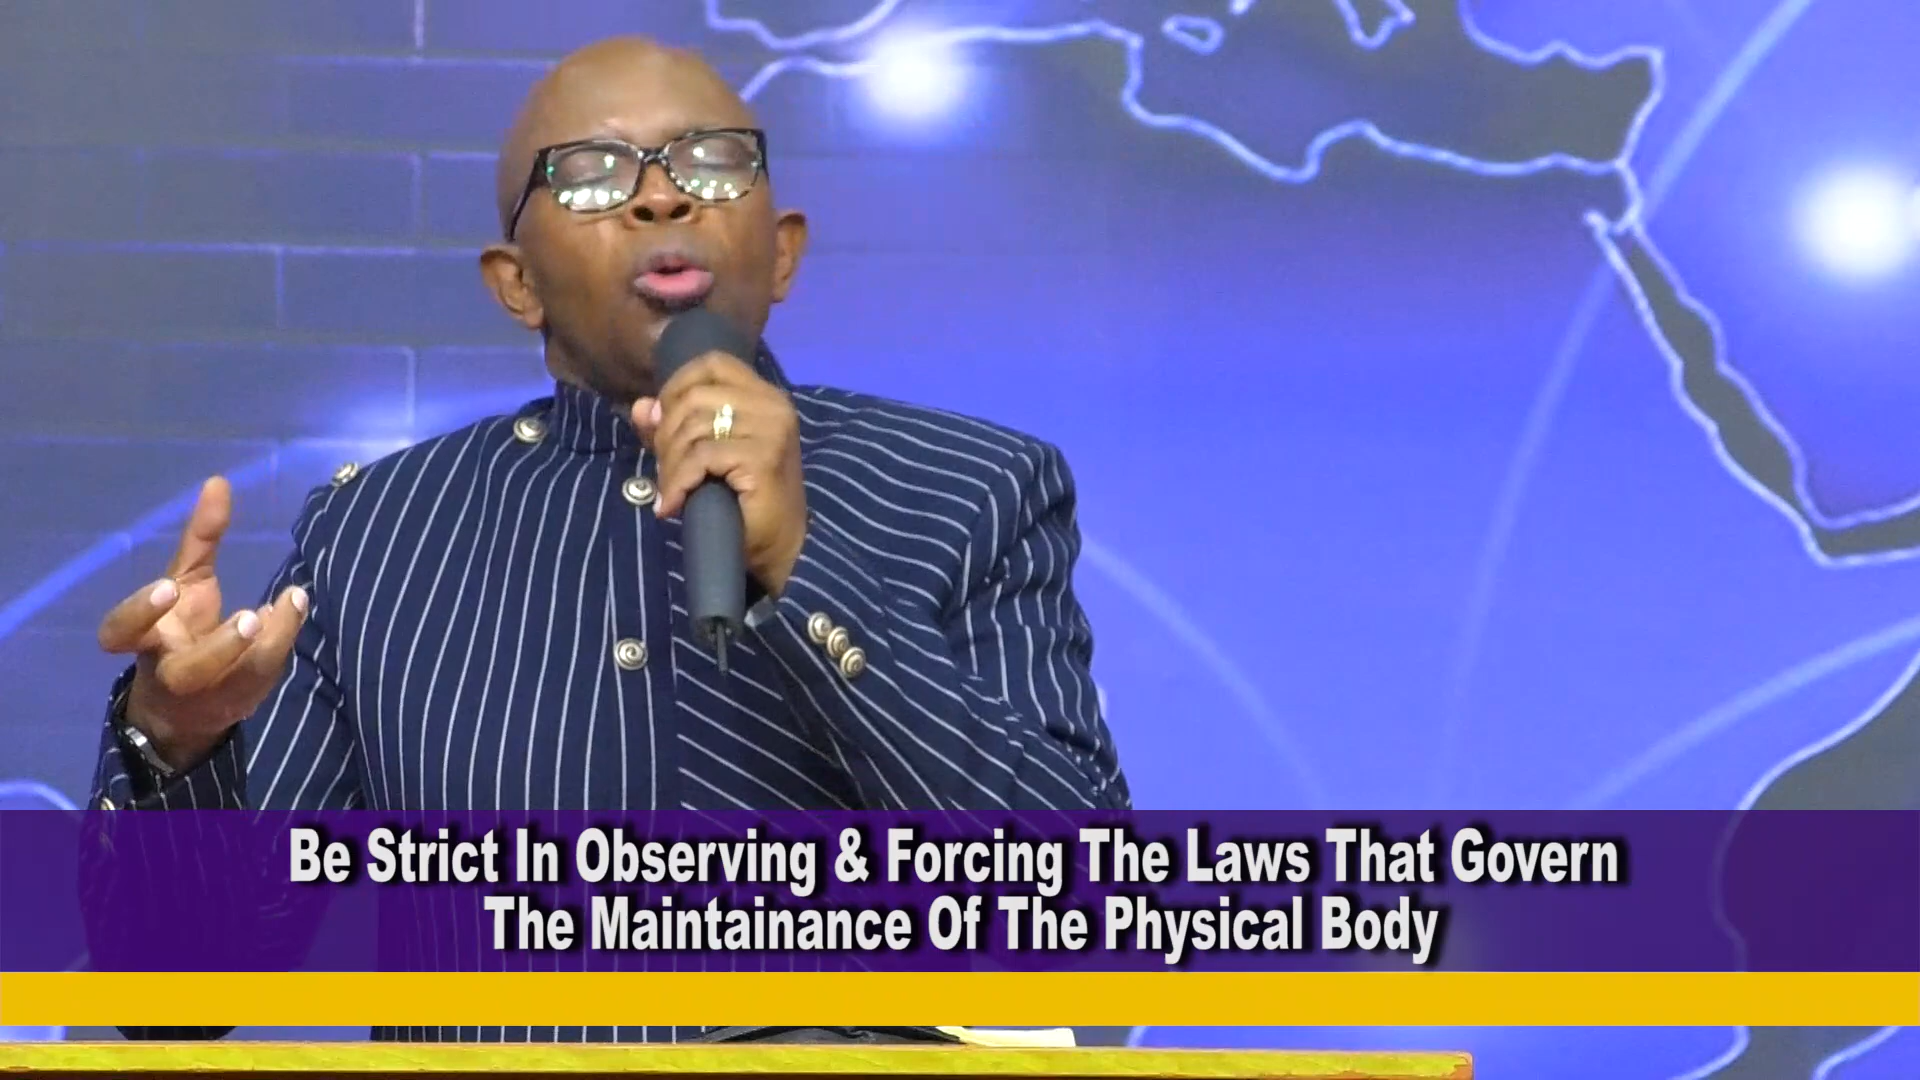 Be Strict In Observing & Forcing The Laws That Govern
The Maintainance Of The Physical Body